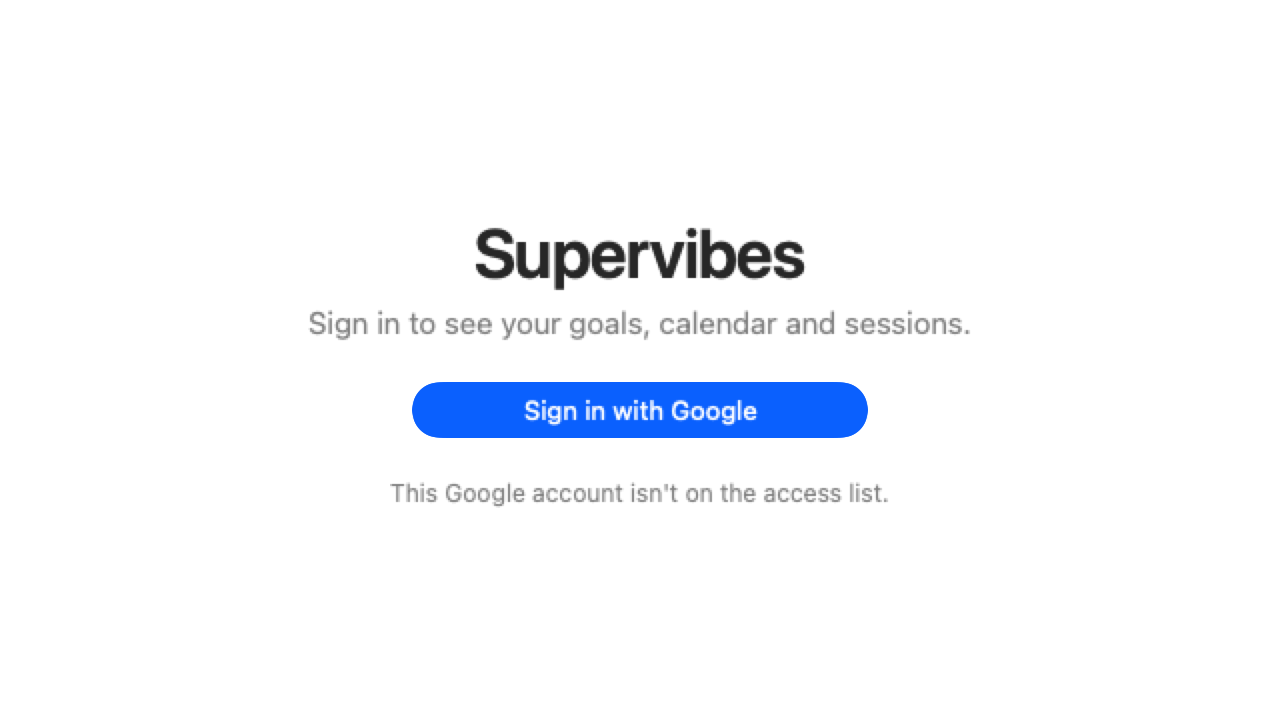 Supervibes
Sign in to see your goals, calendar and sessions.
Sign in with Google
This Google account isn't on the access list.